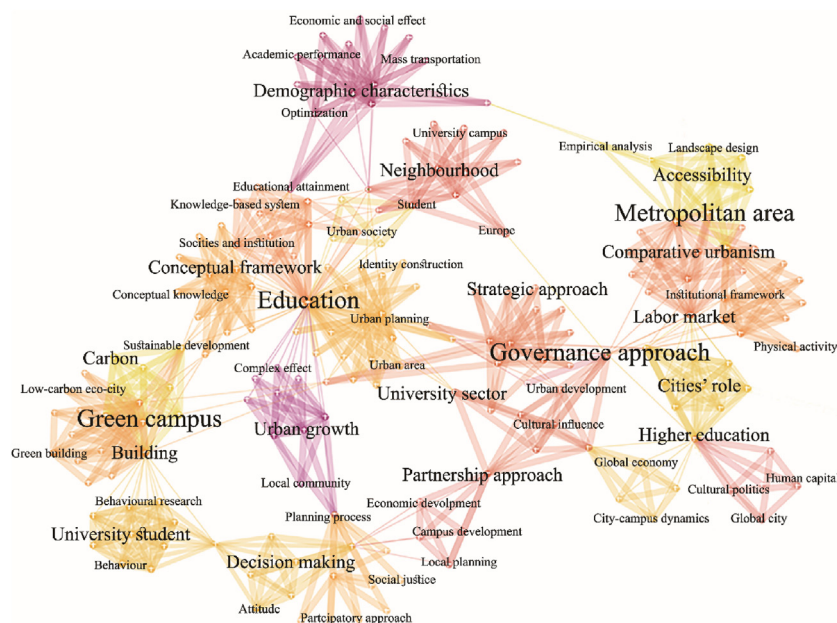 Economic and social effect
Academic performance
Mass transportation
Demographic characteristics
Optimization
University campus
Empirical analysis
Landscape design
Neighbourhood
Accessibility
Educational attainment
Knowledge-based system
Student
Metropolitan area
Urban society
Europe
Socities and institution
Comparative urbanism
Conceptual framework
Identity construction
Strategic approach
Conceptual knowledge
Education
Institutional framework
Urban planning
Labor market
Sustainable development
Governance approach
Physical activity
Carbon
Complex effect
Urban area
Low-carbon eco-city
University sector
Urban development
Cities' role
Green campus
Urban growth
Cultural influence
Higher education
Green building
Building
Global economy
Partnership approach
Local community
Human capital
Cultural politics
Behavioural research
Economic devolpment
Planning process
City-campus dynamics
Global city
University student
Campus development
Decision making
Local planning
Behaviour
Social justice
Attitude
Partcipatory approach